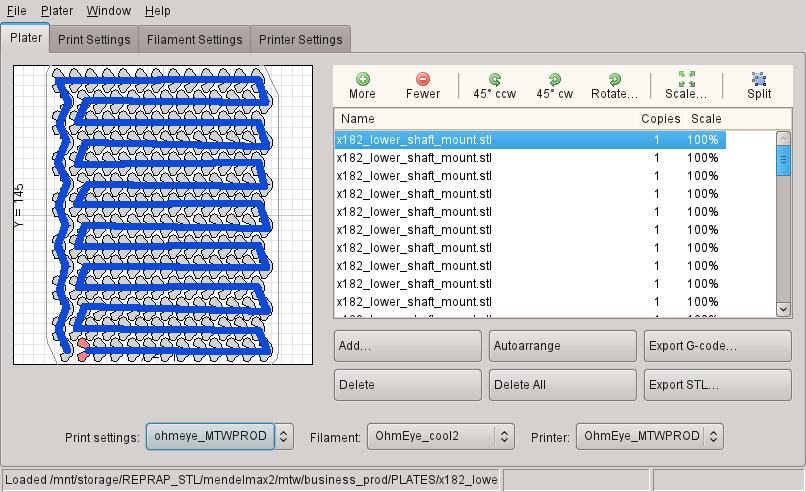 File Plater Window Help
Plater Print Settings Filament Settings Printer Settings
Y = 145
More Fewer 45° ccw 45° cw Rotate... Scale... Split
Name Copies Scale
x182_lower_shaft_mount.stl 1 100%
x182_lower_shaft_mount.stl 1 100%
x182_lower_shaft_mount.stl 1 100%
x182_lower_shaft_mount.stl 1 100%
x182_lower_shaft_mount.stl 1 100%
x182_lower_shaft_mount.stl 1 100%
x182_lower_shaft_mount.stl 1 100%
x182_lower_shaft_mount.stl 1 100%
x182_lower_shaft_mount.stl 1 100%
x182_lower_shaft_mount.stl 1 100%
Add... Autoarrange Export G-code...
Delete Delete All Export STL...
Print settings: ohmeye_MTWPROD Filament: OhmEye_cool2 Printer: OhmEye_MTWPROD
Loaded /mnt/storage/REPRAP_STL/mendelmax2/mtw/business_prod/PLATES/x182_lowe